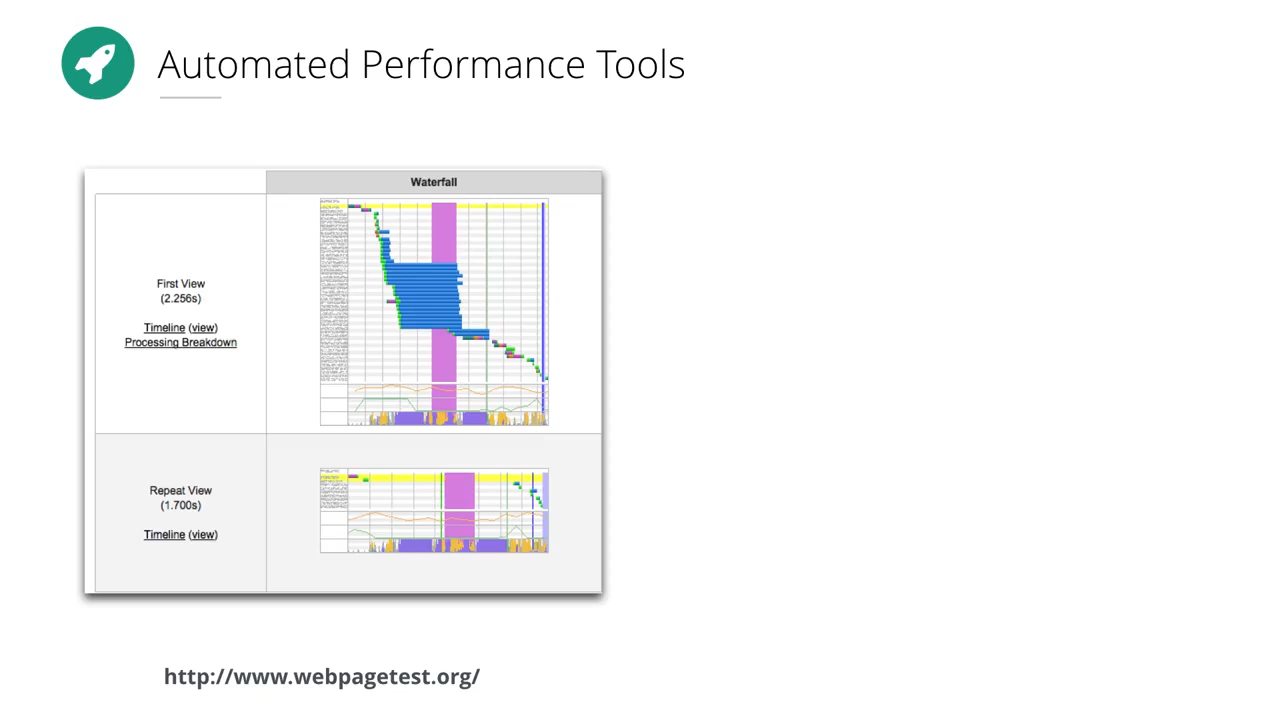 Automated Performance Tools
Waterfall
First View
(2.256s)
Timeline (view)
Processing Breakdown
Repeat View
(1.700s)
Timeline (view)
http://www.webpagetest.org/